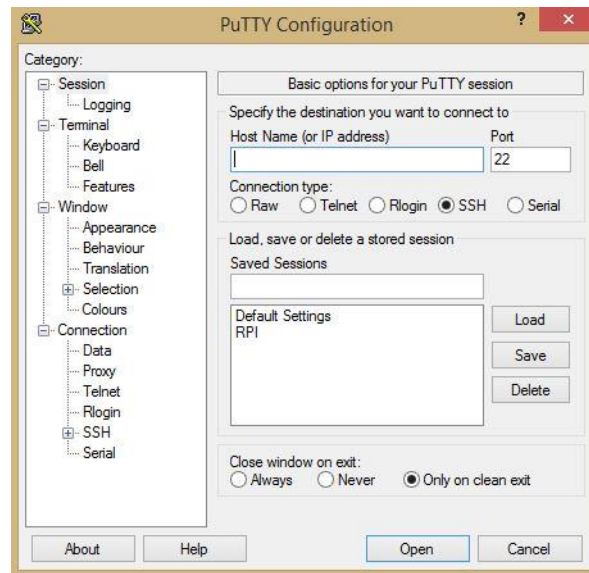 PuTTY Configuration
?
Category:
Session
Logging
Terminal
Keyboard
Bell
Features
Window
Appearance
Behaviour
Translation
Selection
Colours
Connection
Data
Proxy
Telnet
Rlogin
SSH
Serial
Basic options for your PuTTY session
Specify the destination you want to connect to
Host Name (or IP address) Port
22
Connection type:
Raw Telnet Rlogin SSH Serial
Load, save or delete a stored session
Saved Sessions
Default Settings
RPI
Load
Save
Delete
Close window on exit:
Always Never Only on clean exit
About Help Open Cancel